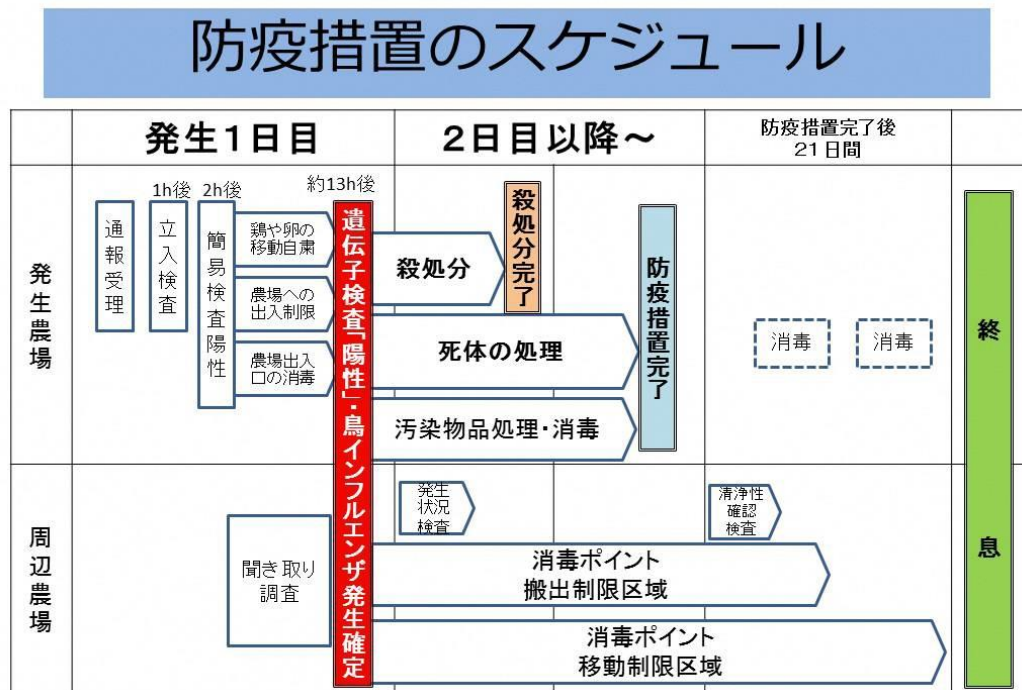 防疫措置のスケジュール
発生1日目
2日目以降～
防疫措置完了後
21日間
発生農場
1h後
2h後
約13h後
通報受理
立入検査
簡易検査陽性
鶏や卵の
移動自粛
農場への
出入制限
農場出入
口の消毒
遺伝子検査「陽性」・鳥インフルエンザ発生確定
殺処分
殺処分完了
死体の処理
汚染物品処理・消毒
防疫措置完了
消毒
消毒
終息
周辺農場
聞き取り
調査
発生
状況
検査
清浄性
確認
検査
消毒ポイント
搬出制限区域
消毒ポイント
移動制限区域